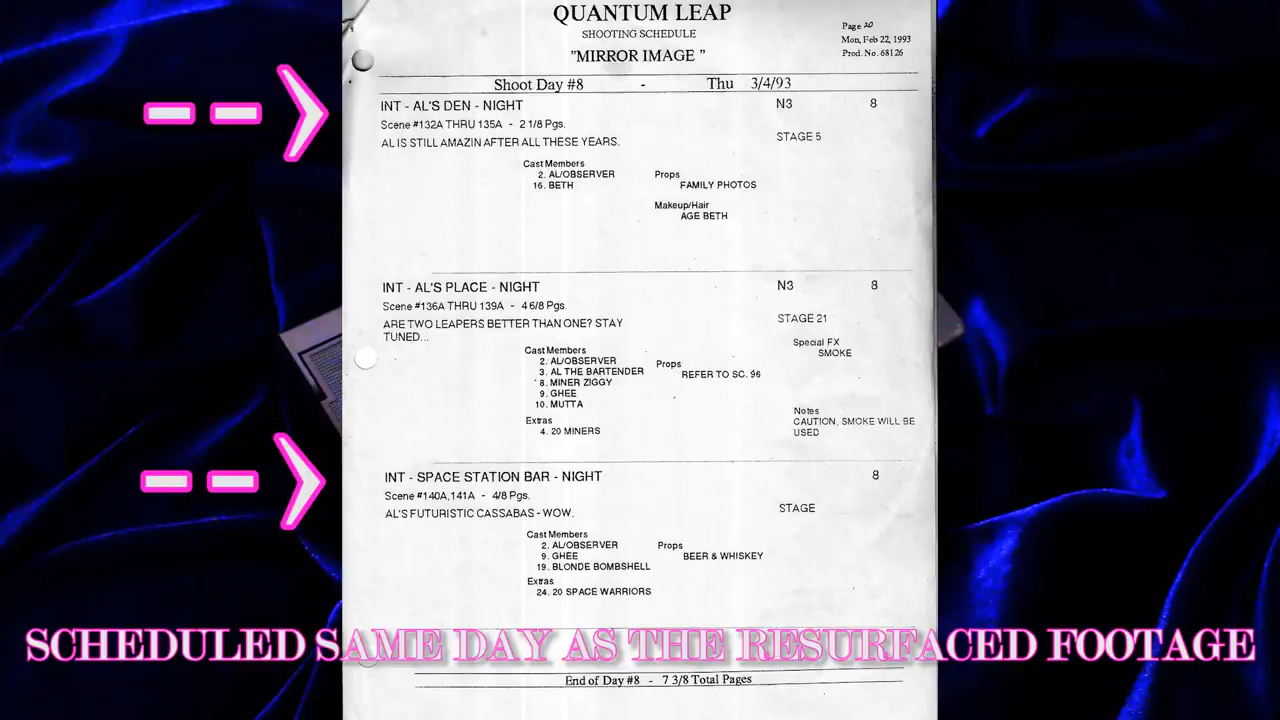 QUANTUM LEAP
SHOOTING SCHEDULE
"MIRROR IMAGE "
Page 20
Mon, Feb 22, 1993
Prod. No. 68126
Shoot Day #8 - Thu 3/4/93
INT - AL'S DEN - NIGHT N3 8
Scene #132A THRU 135A - 2 1/8 Pgs.
AL IS STILL AMAZIN AFTER ALL THESE YEARS. STAGE 5
Cast Members
2. AL/OBSERVER Props
16. BETH FAMILY PHOTOS
Makeup/Hair
AGE BETH
INT - AL'S PLACE - NIGHT N3 8
Scene #136A THRU 139A - 4 6/8 Pgs.
ARE TWO LEAPERS BETTER THAN ONE? STAY STAGE 21
TUNED...
Special FX
SMOKE
Cast Members
2. AL/OBSERVER Props
3. AL THE BARTENDER REFER TO SC. 96
8. MINER ZIGGY
9. GHEE
10. MUTTA
Notes
CAUTION, SMOKE WILL BE
USED
Extras
4. 20 MINERS
INT - SPACE STATION BAR - NIGHT 8
Scene #140A,141A - 4/8 Pgs.
AL'S FUTURISTIC CASSABAS - WOW. STAGE
Cast Members
2. AL/OBSERVER Props
9. GHEE BEER & WHISKEY
19. BLONDE BOMBSHELL
Extras
24. 20 SPACE WARRIORS
SCHEDULED SAME DAY AS THE RESURFACED FOOTAGE
End of Day #8 - 7 3/8 Total Pages